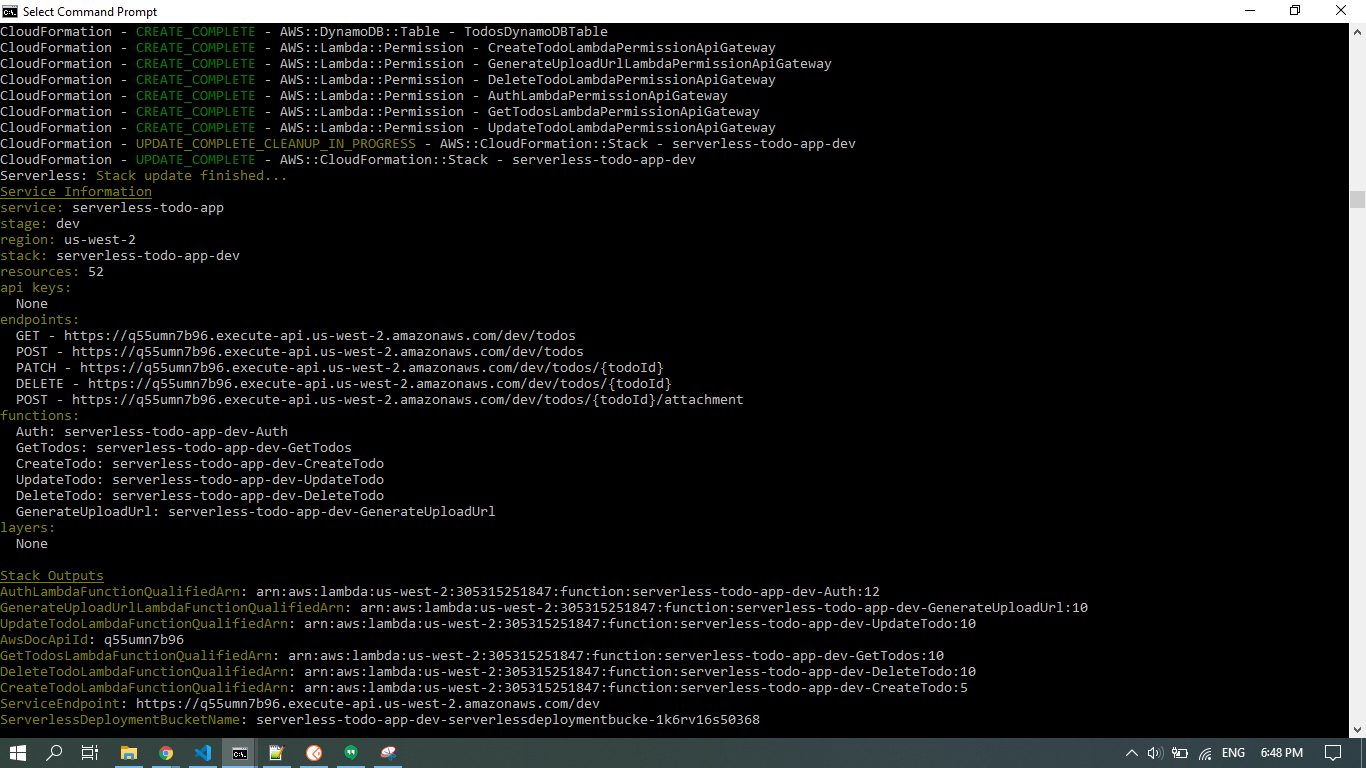 Select Command Prompt
CloudFormation - CREATE_COMPLETE - AWS::DynamoDB::Table - TodosDynamoDBTable
CloudFormation - CREATE_COMPLETE - AWS::Lambda::Permission - CreateTodoLambdaPermissionApiGateway
CloudFormation - CREATE_COMPLETE - AWS::Lambda::Permission - GenerateUploadUrlLambdaPermissionApiGateway
CloudFormation - CREATE_COMPLETE - AWS::Lambda::Permission - DeleteTodoLambdaPermissionApiGateway
CloudFormation - CREATE_COMPLETE - AWS::Lambda::Permission - AuthLambdaPermissionApiGateway
CloudFormation - CREATE_COMPLETE - AWS::Lambda::Permission - GetTodosLambdaPermissionApiGateway
CloudFormation - CREATE_COMPLETE - AWS::Lambda::Permission - UpdateTodoLambdaPermissionApiGateway
CloudFormation - UPDATE_COMPLETE_CLEANUP_IN_PROGRESS - AWS::CloudFormation::Stack - serverless-todo-app-dev
CloudFormation - UPDATE_COMPLETE - AWS::CloudFormation::Stack - serverless-todo-app-dev
Serverless: Stack update finished...
Service Information
service: serverless-todo-app
stage: dev
region: us-west-2
stack: serverless-todo-app-dev
resources: 52
api keys:
  None
endpoints:
  GET - https://q55umn7b96.execute-api.us-west-2.amazonaws.com/dev/todos
  POST - https://q55umn7b96.execute-api.us-west-2.amazonaws.com/dev/todos
  PATCH - https://q55umn7b96.execute-api.us-west-2.amazonaws.com/dev/todos/{todoId}
  DELETE - https://q55umn7b96.execute-api.us-west-2.amazonaws.com/dev/todos/{todoId}
  POST - https://q55umn7b96.execute-api.us-west-2.amazonaws.com/dev/todos/{todoId}/attachment
functions:
  Auth: serverless-todo-app-dev-Auth
  GetTodos: serverless-todo-app-dev-GetTodos
  CreateTodo: serverless-todo-app-dev-CreateTodo
  UpdateTodo: serverless-todo-app-dev-UpdateTodo
  DeleteTodo: serverless-todo-app-dev-DeleteTodo
  GenerateUploadUrl: serverless-todo-app-dev-GenerateUploadUrl
layers:
  None
Stack Outputs
AuthLambdaFunctionQualifiedArn: arn:aws:lambda:us-west-2:305315251847:function:serverless-todo-app-dev-Auth:12
GenerateUploadUrlLambdaFunctionQualifiedArn: arn:aws:lambda:us-west-2:305315251847:function:serverless-todo-app-dev-GenerateUploadUrl:10
UpdateTodoLambdaFunctionQualifiedArn: arn:aws:lambda:us-west-2:305315251847:function:serverless-todo-app-dev-UpdateTodo:10
AwsDocApiId: q55umn7b96
GetTodosLambdaFunctionQualifiedArn: arn:aws:lambda:us-west-2:305315251847:function:serverless-todo-app-dev-GetTodos:10
DeleteTodoLambdaFunctionQualifiedArn: arn:aws:lambda:us-west-2:305315251847:function:serverless-todo-app-dev-DeleteTodo:10
CreateTodoLambdaFunctionQualifiedArn: arn:aws:lambda:us-west-2:305315251847:function:serverless-todo-app-dev-CreateTodo:5
ServiceEndpoint: https://q55umn7b96.execute-api.us-west-2.amazonaws.com/dev
ServerlessDeploymentBucketName: serverless-todo-app-dev-serverlessdeploymentbucke-1k6rv16s50368
ENG 6:48 PM